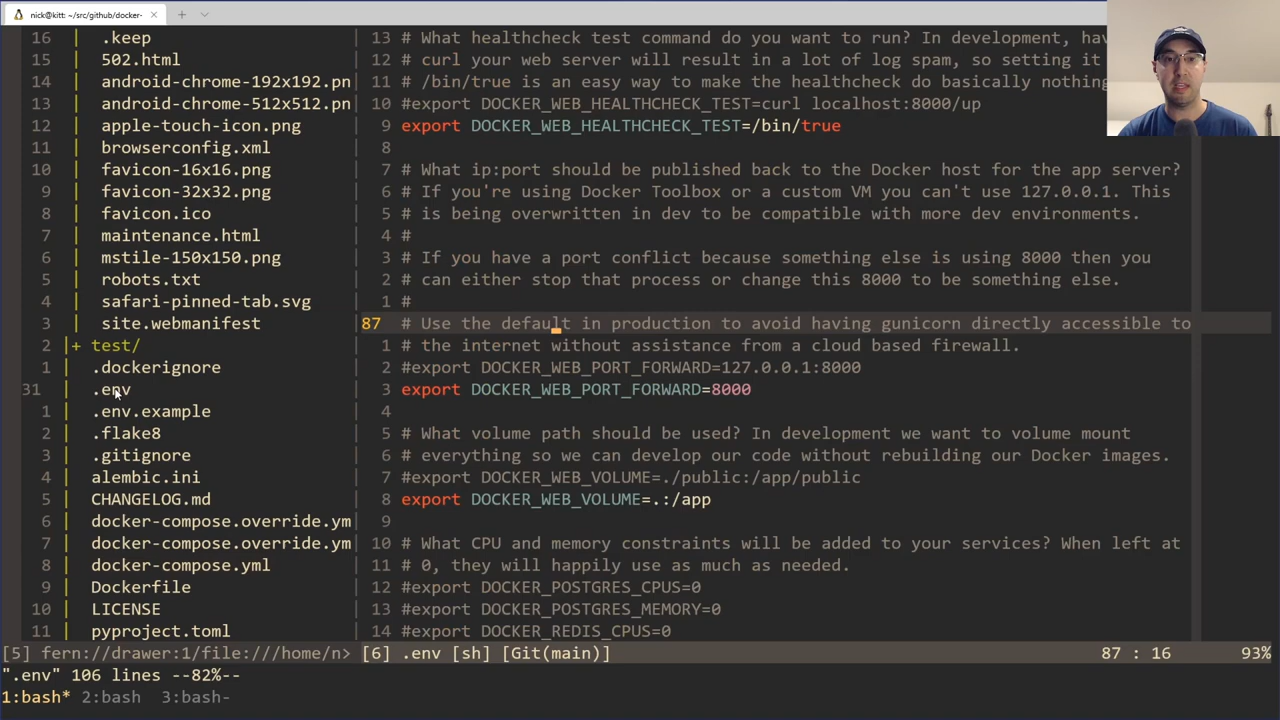 nick@kitt: ~/src/github/docker-
16 | .keep
15 | 502.html
14 | android-chrome-192x192.pn
13 | android-chrome-512x512.pn
12 | apple-touch-icon.png
11 | browserconfig.xml
10 | favicon-16x16.png
9 | favicon-32x32.png
8 | favicon.ico
7 | maintenance.html
6 | mstile-150x150.png
5 | robots.txt
4 | safari-pinned-tab.svg
3 | site.webmanifest
2 |+ test/
1 | .dockerignore
31 | .env
1 | .env.example
2 | .flake8
3 | .gitignore
4 | alembic.ini
5 | CHANGELOG.md
6 | docker-compose.override.ym
7 | docker-compose.override.ym
8 | docker-compose.yml
9 | Dockerfile
10 | LICENSE
11 | pyproject.toml
13 # What healthcheck test command do you want to run? In development, hav
12 # curl your web server will result in a lot of log spam, so setting it
11 # /bin/true is an easy way to make the healthcheck do basically nothing
10 #export DOCKER_WEB_HEALTHCHECK_TEST=curl localhost:8000/up
9 export DOCKER_WEB_HEALTHCHECK_TEST=/bin/true
8
7 # What ip:port should be published back to the Docker host for the app server?
6 # If you're using Docker Toolbox or a custom VM you can't use 127.0.0.1. This
5 # is being overwritten in dev to be compatible with more dev environments.
4 #
3 # If you have a port conflict because something else is using 8000 then you
2 # can either stop that process or change this 8000 to be something else.
1 #
87 # Use the default in production to avoid having gunicorn directly accessible to
1 # the internet without assistance from a cloud based firewall.
2 #export DOCKER_WEB_PORT_FORWARD=127.0.0.1:8000
3 export DOCKER_WEB_PORT_FORWARD=8000
4
5 # What volume path should be used? In development we want to volume mount
6 # everything so we can develop our code without rebuilding our Docker images.
7 #export DOCKER_WEB_VOLUME=./public:/app/public
8 export DOCKER_WEB_VOLUME=.:/app
9
10 # What CPU and memory constraints will be added to your services? When left at
11 # 0, they will happily use as much as needed.
12 #export DOCKER_POSTGRES_CPUS=0
13 #export DOCKER_POSTGRES_MEMORY=0
14 #export DOCKER_REDIS_CPUS=0
[5] fern://drawer:1/file:///home/n> [6] .env [sh] [Git(main)] 87 : 16 93%
".env" 106 lines --82%--
1:bash* 2:bash 3:bash-